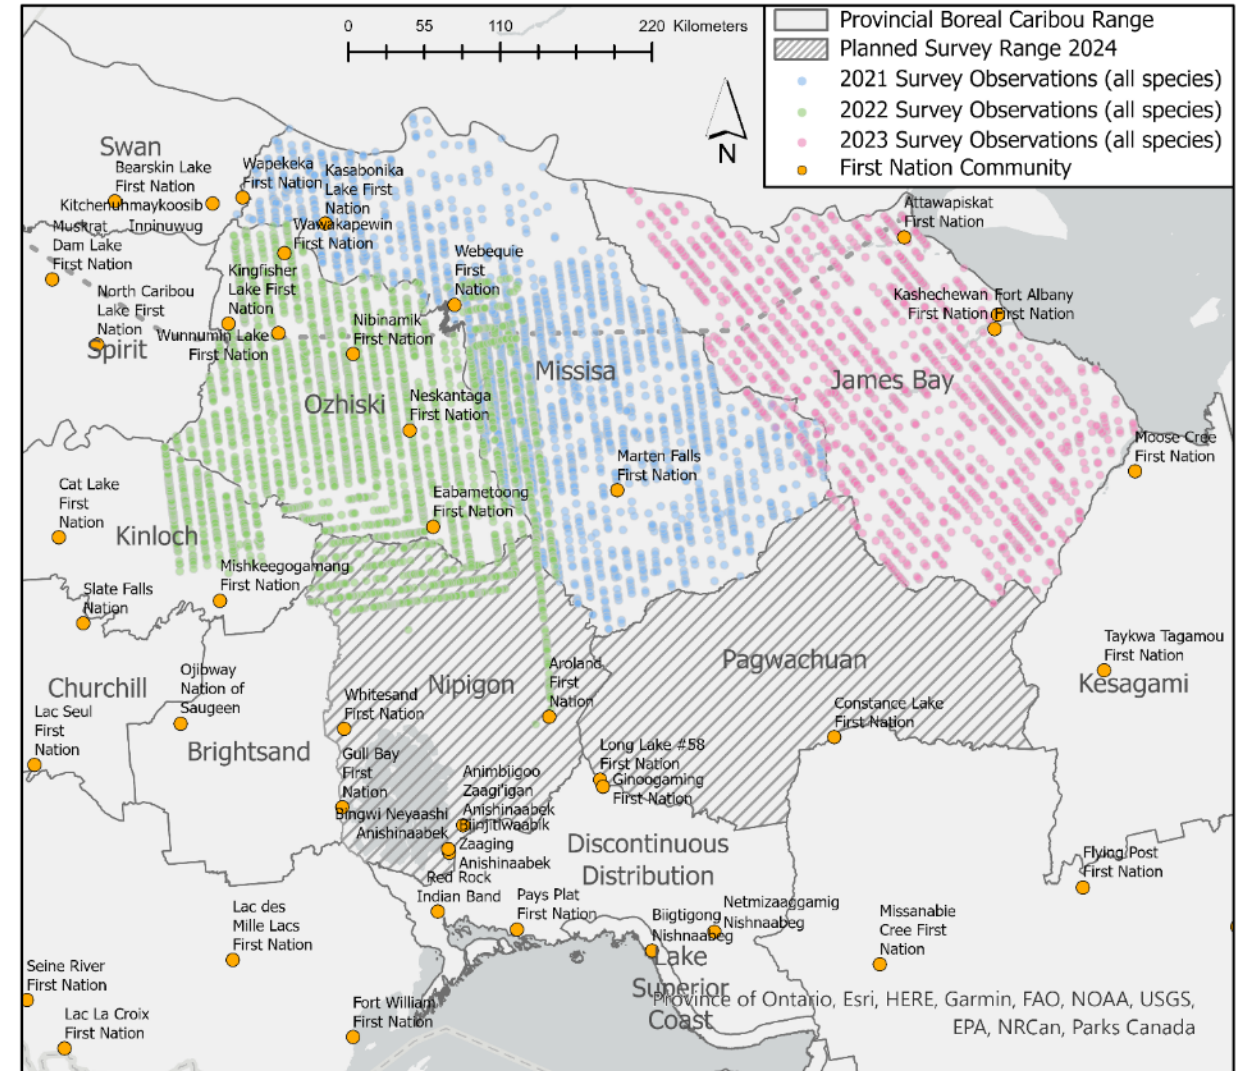 0 55 110 220 Kilometers
Provincial Boreal Caribou Range
Planned Survey Range 2024
2021 Survey Observations (all species)
2022 Survey Observations (all species)
2023 Survey Observations (all species)
First Nation Community
N
Swan
Bearskin Lake
First Nation
Kitchenuhmaykoosib
Inninuwug
Wapekeka
First Nation
Kasabonika
Lake First
Nation
Wawakapewin
First Nation
Muskrat
Dam Lake
First Nation
Kingfisher
Lake First
Nation
Webequie
First
Nation
Attawapiskat
First Nation
North Caribou
Lake First
Nation
Spirit
Wunnumin Lake
First Nation
Nibinamik
First Nation
Kashechewan
First Nation
Fort Albany
First Nation
Missisa
James Bay
Ozhiski
Neskantaga
First Nation
Marten Falls
First Nation
Moose Cree
First Nation
Cat Lake
First
Nation
Eabametoong
First Nation
Kinloch
Mishkeegogamang
First Nation
Slate Falls
Nation
Taykwa Tagamou
First Nation
Kesagami
Pagwachuan
Ojibway
Nation of
Saugeen
Aroland
First
Nation
Churchill
Nipigon
Whitesand
First Nation
Constance Lake
First Nation
Lac Seul
First
Nation
Brightsand
Gull Bay
First
Nation
Long Lake #58
First Nation
Ginoogaming
First Nation
Animbiigoo
Zaagi'igan
Anishinaabek
Bingwi Neyaashi
Anishinaabek
Biinjitiwaabik
Zaaging
Anishinaabek
Discontinuous
Distribution
Flying Post
First Nation
Red Rock
Indian Band
Pays Plat
First Nation
Biigtigong
Nishnaabeg
Netmizaaggamig
Nishnaabeg
Lac des
Mille Lacs
First Nation
Missanabie
Cree First
Nation
Lake
Superior
Coast
Seine River
First Nation
Lac La Croix
First Nation
Fort William
First Nation
Province of Ontario, Esri, HERE, Garmin, FAO, NOAA, USGS,
EPA, NRCan, Parks Canada